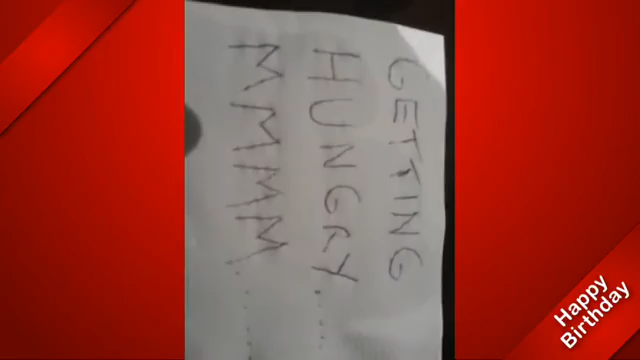 GETTING
HUNGRY.....
MMMM......
Happy
Birthday